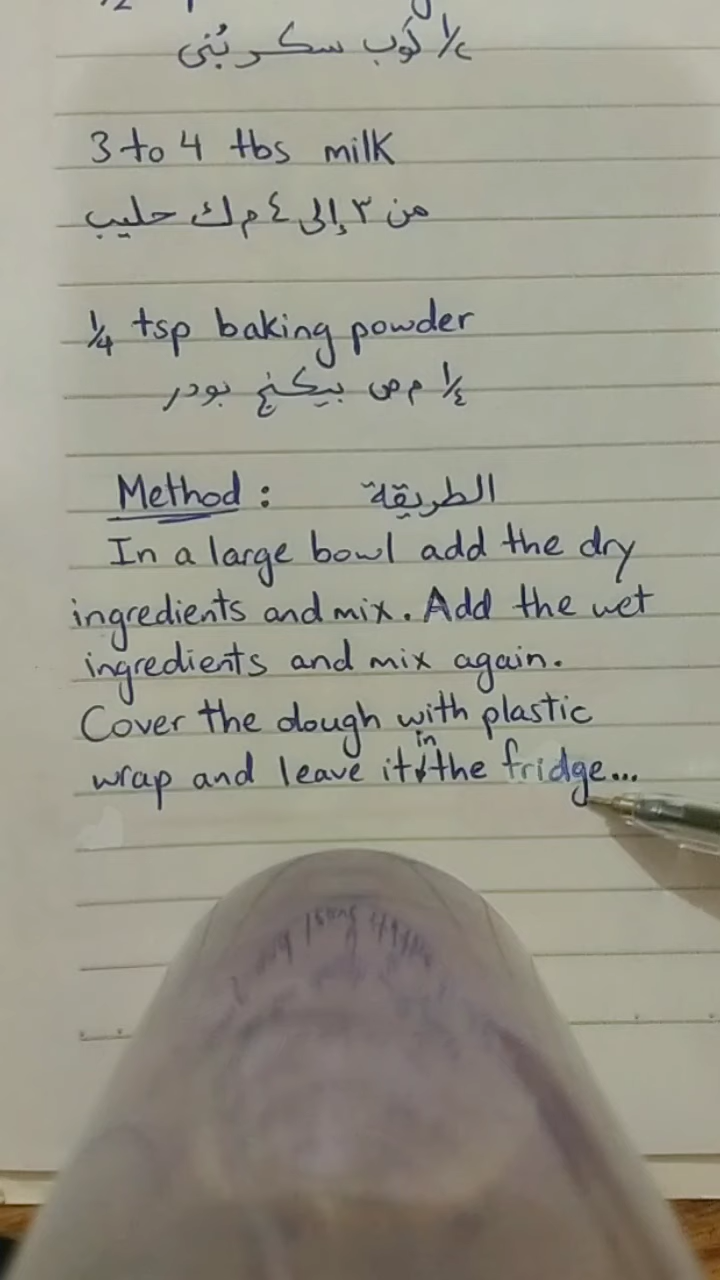 ½ كوب سكر بُنى
3 to 4 tbs milk
من ٣ إلى ٤ م ك حليب
¼ tsp baking powder
¼ م ص بيكنج بودر
Method: الطريقة
In a large bowl add the dry
ingredients and mix. Add the wet
ingredients and mix again.
Cover the dough with plastic
wrap and leave it in the fridge...